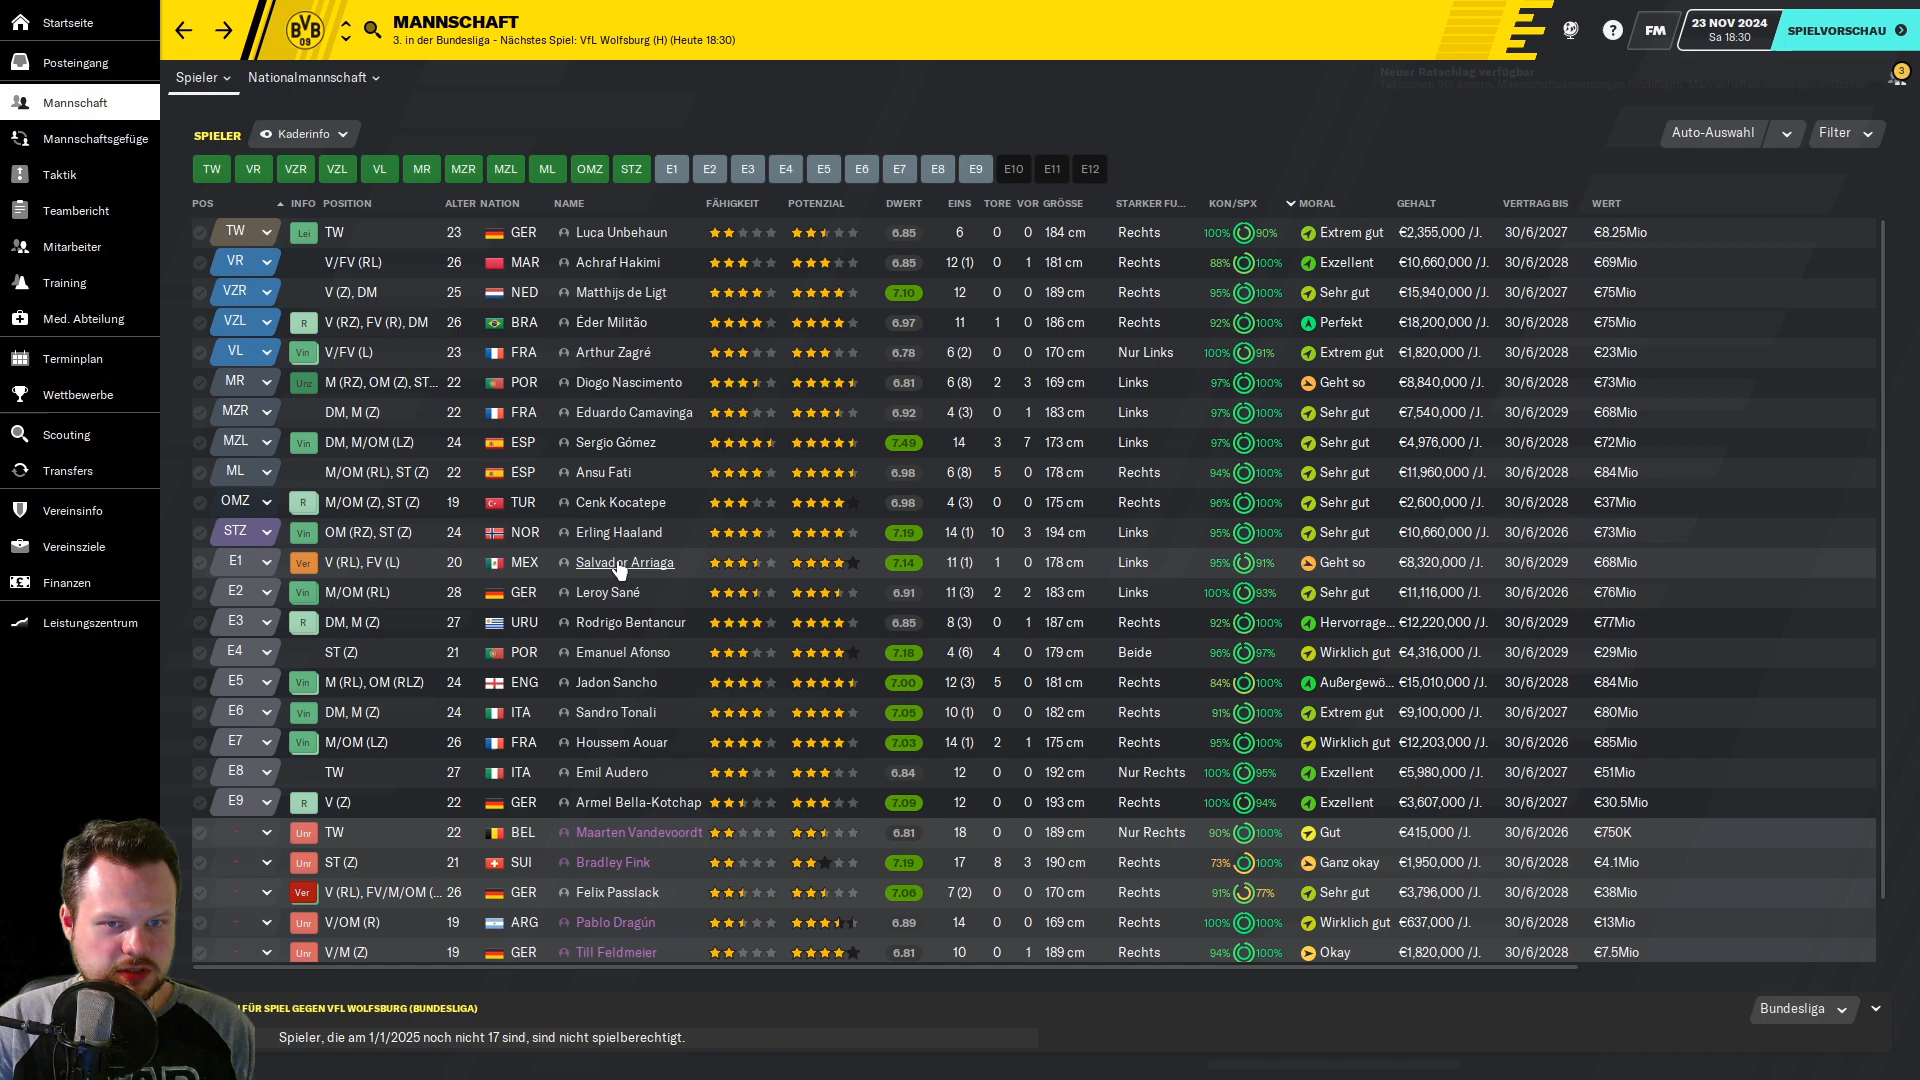 Startseite
Posteingang
Mannschaft
Mannschaftsgefüge
Taktik
Teambericht
Mitarbeiter
Training
Med. Abteilung
Terminplan
Wettbewerbe
Scouting
Transfers
Vereinsinfo
Vereinsziele
Finanzen
Leistungszentrum
BVB 09
MANNSCHAFT
3. in der Bundesliga - Nächstes Spiel: VfL Wolfsburg (H) (Heute 18:30)
? FM 23 NOV 2024 Sa 18:30 SPIELVORSCHAU
Spieler Nationalmannschaft
Neuer Ratschlag verfügbar
3
SPIELER Kaderinfo Auto-Auswahl Filter
TW VR VZR VZL VL MR MZR MZL ML OMZ STZ E1 E2 E3 E4 E5 E6 E7 E8 E9 E10 E11 E12
POS INFO POSITION ALTER NATION NAME FÄHIGKEIT POTENZIAL DWERT EINS TORE VOR GRÖSSE STARKER FU... KON/SPX MORAL GEHALT VERTRAG BIS WERT
TW Lei TW 23 GER Luca Unbehaun 6.85 6 0 0 184 cm Rechts 100% 90% Extrem gut €2,355,000 /J. 30/6/2027 €8.25Mio
VR V/FV (RL) 26 MAR Achraf Hakimi 6.85 12 (1) 0 1 181 cm Rechts 88% 100% Exzellent €10,660,000 /J. 30/6/2028 €69Mio
VZR V (Z), DM 25 NED Matthijs de Ligt 7.10 12 0 0 189 cm Rechts 95% 100% Sehr gut €15,940,000 /J. 30/6/2027 €75Mio
VZL R V (RZ), FV (R), DM 26 BRA Éder Militão 6.97 11 1 0 186 cm Rechts 92% 100% Perfekt €18,200,000 /J. 30/6/2028 €75Mio
VL Vin V/FV (L) 23 FRA Arthur Zagré 6.78 6 (2) 0 0 170 cm Nur Links 100% 91% Extrem gut €1,820,000 /J. 30/6/2028 €23Mio
MR Unz M (RZ), OM (Z), ST... 22 POR Diogo Nascimento 6.81 6 (8) 2 3 169 cm Links 97% 100% Geht so €8,840,000 /J. 30/6/2028 €73Mio
MZR DM, M (Z) 22 FRA Eduardo Camavinga 6.92 4 (3) 0 1 183 cm Links 97% 100% Sehr gut €7,540,000 /J. 30/6/2029 €68Mio
MZL Vin DM, M/OM (LZ) 24 ESP Sergio Gómez 7.49 14 3 7 173 cm Links 97% 100% Sehr gut €4,976,000 /J. 30/6/2028 €72Mio
ML M/OM (RL), ST (Z) 22 ESP Ansu Fati 6.98 6 (8) 5 0 178 cm Rechts 94% 100% Sehr gut €11,960,000 /J. 30/6/2028 €84Mio
OMZ R M/OM (Z), ST (Z) 19 TUR Cenk Kocatepe 6.98 4 (3) 0 0 175 cm Rechts 96% 100% Sehr gut €2,600,000 /J. 30/6/2028 €37Mio
STZ Vin OM (RZ), ST (Z) 24 NOR Erling Haaland 7.19 14 (1) 10 3 194 cm Links 95% 100% Sehr gut €10,660,000 /J. 30/6/2026 €73Mio
E1 Ver V (RL), FV (L) 20 MEX Salvador Arriaga 7.14 11 (1) 1 0 178 cm Links 95% 91% Geht so €8,320,000 /J. 30/6/2029 €68Mio
E2 Vin M/OM (RL) 28 GER Leroy Sané 6.91 11 (3) 2 2 183 cm Links 100% 93% Sehr gut €11,116,000 /J. 30/6/2026 €76Mio
E3 R DM, M (Z) 27 URU Rodrigo Bentancur 6.85 8 (3) 0 1 187 cm Rechts 92% 100% Hervorrage... €12,220,000 /J. 30/6/2029 €77Mio
E4 ST (Z) 21 POR Emanuel Afonso 7.18 4 (6) 4 0 179 cm Beide 96% 97% Wirklich gut €4,316,000 /J. 30/6/2029 €29Mio
E5 Vin M (RL), OM (RLZ) 24 ENG Jadon Sancho 7.00 12 (3) 5 0 181 cm Rechts 84% 100% Außergewö... €15,010,000 /J. 30/6/2028 €84Mio
E6 Vin DM, M (Z) 24 ITA Sandro Tonali 7.05 10 (1) 0 0 182 cm Rechts 91% 100% Extrem gut €9,100,000 /J. 30/6/2027 €80Mio
E7 Vin M/OM (LZ) 26 FRA Houssem Aouar 7.03 14 (1) 2 1 175 cm Rechts 95% 100% Wirklich gut €12,203,000 /J. 30/6/2026 €85Mio
E8 TW 27 ITA Emil Audero 6.84 12 0 0 192 cm Nur Rechts 100% 95% Exzellent €5,980,000 /J. 30/6/2027 €51Mio
E9 R V (Z) 22 GER Armel Bella-Kotchap 7.09 12 0 0 193 cm Rechts 100% 94% Exzellent €3,607,000 /J. 30/6/2027 €30.5Mio
- Unr TW 22 BEL Maarten Vandevoordt 6.81 18 0 0 189 cm Nur Rechts 90% 100% Gut €415,000 /J. 30/6/2026 €750K
- Unr ST (Z) 21 SUI Bradley Fink 7.19 17 8 3 190 cm Rechts 73% 100% Ganz okay €1,950,000 /J. 30/6/2028 €4.1Mio
- Ver V (RL), FV/M/OM (... 26 GER Felix Passlack 7.06 7 (2) 0 0 170 cm Rechts 91% 77% Sehr gut €3,796,000 /J. 30/6/2026 €38Mio
- Unr V/OM (R) 19 ARG Pablo Dragún 6.89 14 0 0 169 cm Rechts 100% 100% Wirklich gut €637,000 /J. 30/6/2028 €13Mio
- Unr V/M (Z) 19 GER Till Feldmeier 6.81 10 0 1 189 cm Rechts 94% 100% Okay €1,820,000 /J. 30/6/2028 €7.5Mio
FÜR SPIEL GEGEN VFL WOLFSBURG (BUNDESLIGA) Bundesliga
Spieler, die am 1/1/2025 noch nicht 17 sind, sind nicht spielberechtigt.